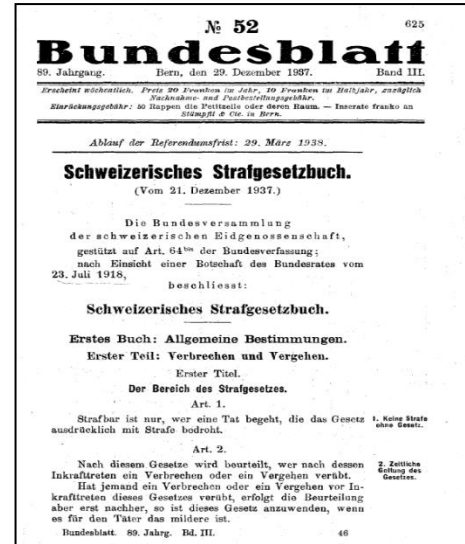 № 52
625
Bundesblatt
89. Jahrgang. Bern, den 29. Dezember 1937. Band III.
Erscheint wöchentlich. Preis 20 Franken im Jahr, 10 Franken im Halbjahr, zuzüglich
Nachnahme- und Postbestellungsgebühr.
Einrückungsgebühr: 50 Rappen die Petitzeile oder deren Raum. — Inserate franko an
Stämpfli & Cie. in Bern.
Ablauf der Referendumsfrist: 29. März 1938.
Schweizerisches Strafgesetzbuch.
(Vom 21. Dezember 1937.)
Die Bundesversammlung
der schweizerischen Eidgenossenschaft,
gestützt auf Art. 64bis der Bundesverfassung;
nach Einsicht einer Botschaft des Bundesrates vom
23. Juli 1918,
beschliesst:
Schweizerisches Strafgesetzbuch.
Erstes Buch: Allgemeine Bestimmungen.
Erster Teil: Verbrechen und Vergehen.
Erster Titel.
Der Bereich des Strafgesetzes.
Art. 1.
Strafbar ist nur, wer eine Tat begeht, die das Gesetz
ausdrücklich mit Strafe bedroht.
1. Keine Strafe
ohne Gesetz.
Art. 2.
Nach diesem Gesetze wird beurteilt, wer nach dessen
Inkrafttreten ein Verbrechen oder ein Vergehen verübt.
2. Zeitliche
Geltung des
Gesetzes.
Hat jemand ein Verbrechen oder ein Vergehen vor In-
krafttreten dieses Gesetzes verübt, erfolgt die Beurteilung
aber erst nachher, so ist dieses Gesetz anzuwenden, wenn
es für den Täter das mildere ist.
Bundesblatt. 89. Jahrg. Bd. III. 46